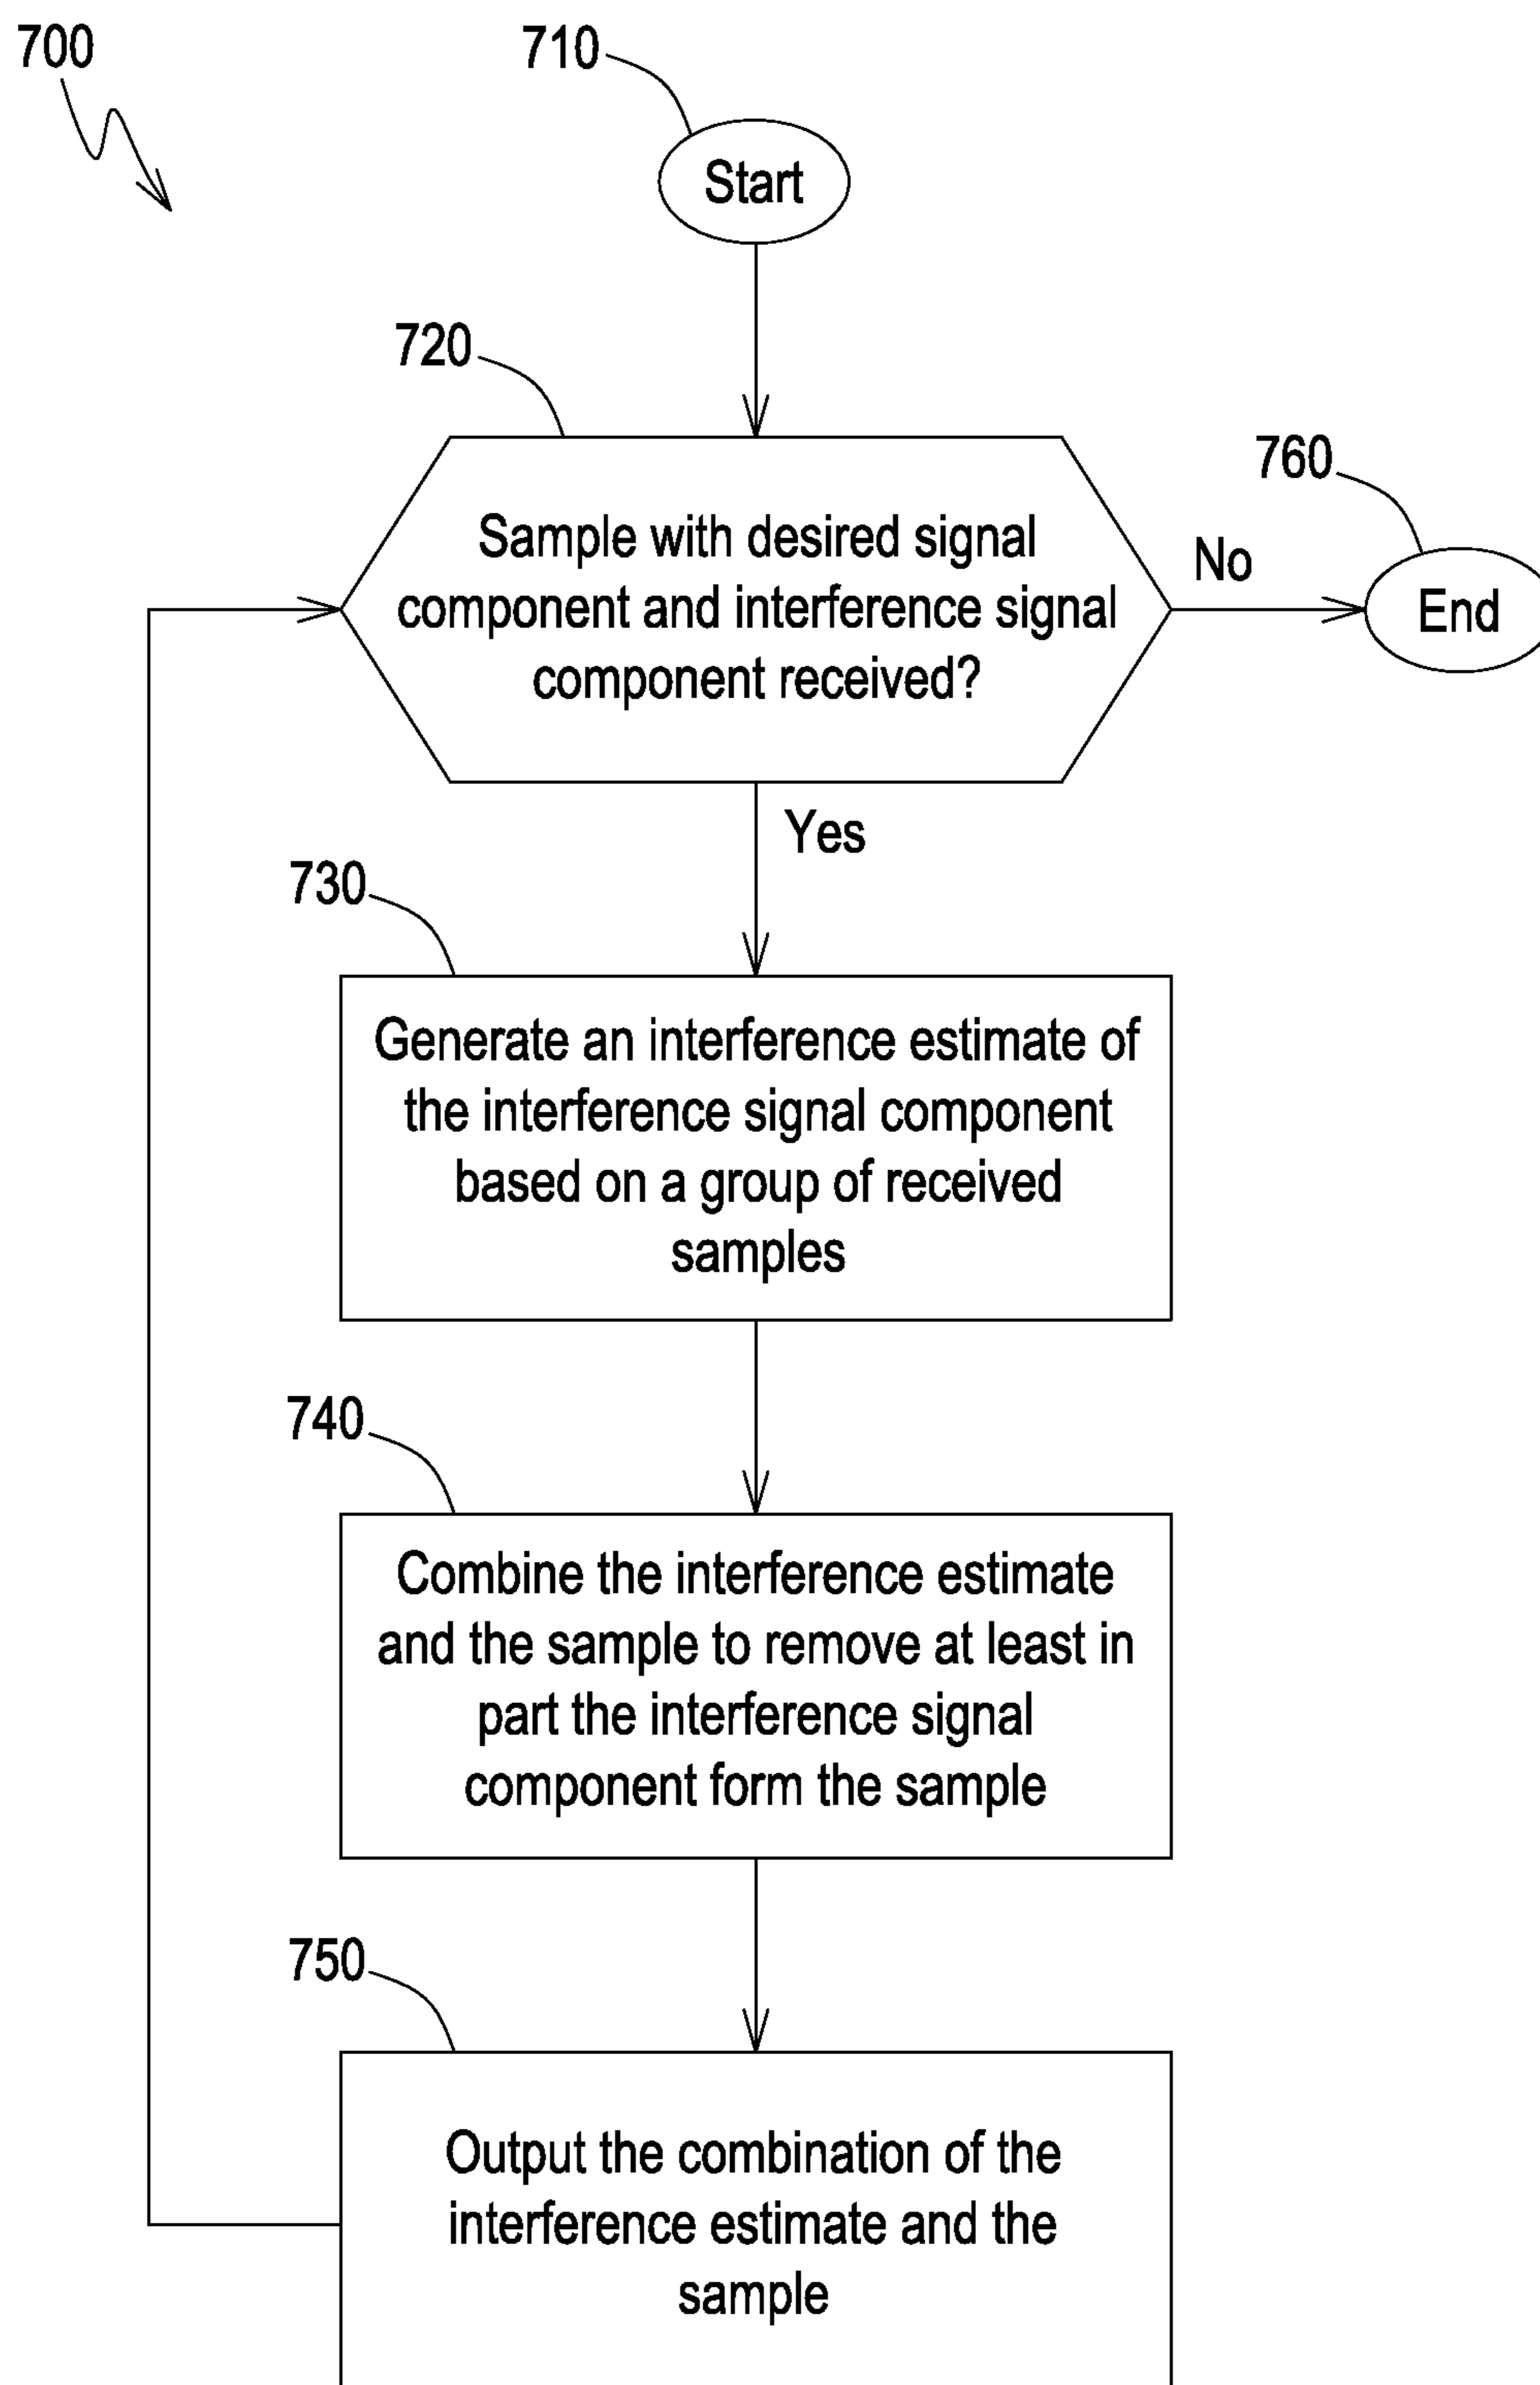 700
710
Start
720
Sample with desired signal
component and interference signal
component received?
No
760
End
Yes
730
Generate an interference estimate of
the interference signal component
based on a group of received
samples
740
Combine the interference estimate
and the sample to remove at least in
part the interference signal
component form the sample
750
Output the combination of the
interference estimate and the
sample